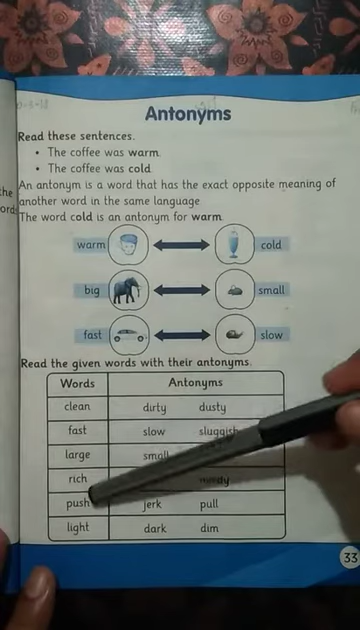 Antonyms
Read these sentences.
• The coffee was warm.
• The coffee was cold
An antonym is a word that has the exact opposite meaning of
another word in the same language
The word cold is an antonym for warm
warm cold
big small
fast slow
Read the given words with their antonyms.
Words Antonyms
clean dirty dusty
fast slow sluggish
large small
rich
push jerk pull
light dark dim
33